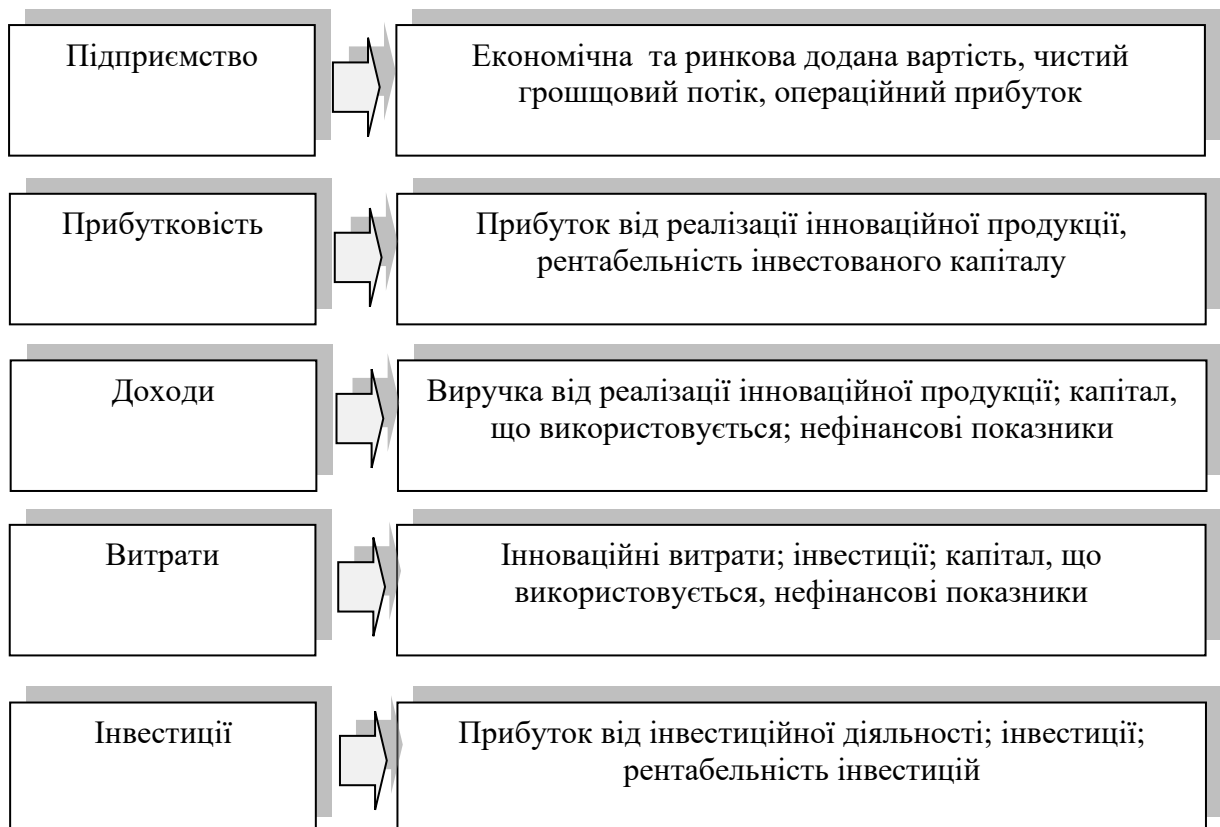 Підприємство
Економічна та ринкова додана вартість, чистий
грошщовий потік, операційний прибуток
Прибутковість
Прибуток від реалізації інноваційної продукції,
рентабельність інвестованого капіталу
Доходи
Виручка від реалізації інноваційної продукції; капітал,
що використовується; нефінансові показники
Витрати
Інноваційні витрати; інвестиції; капітал, що
використовується, нефінансові показники
Інвестиції
Прибуток від інвестиційної діяльності; інвестиції;
рентабельність інвестицій